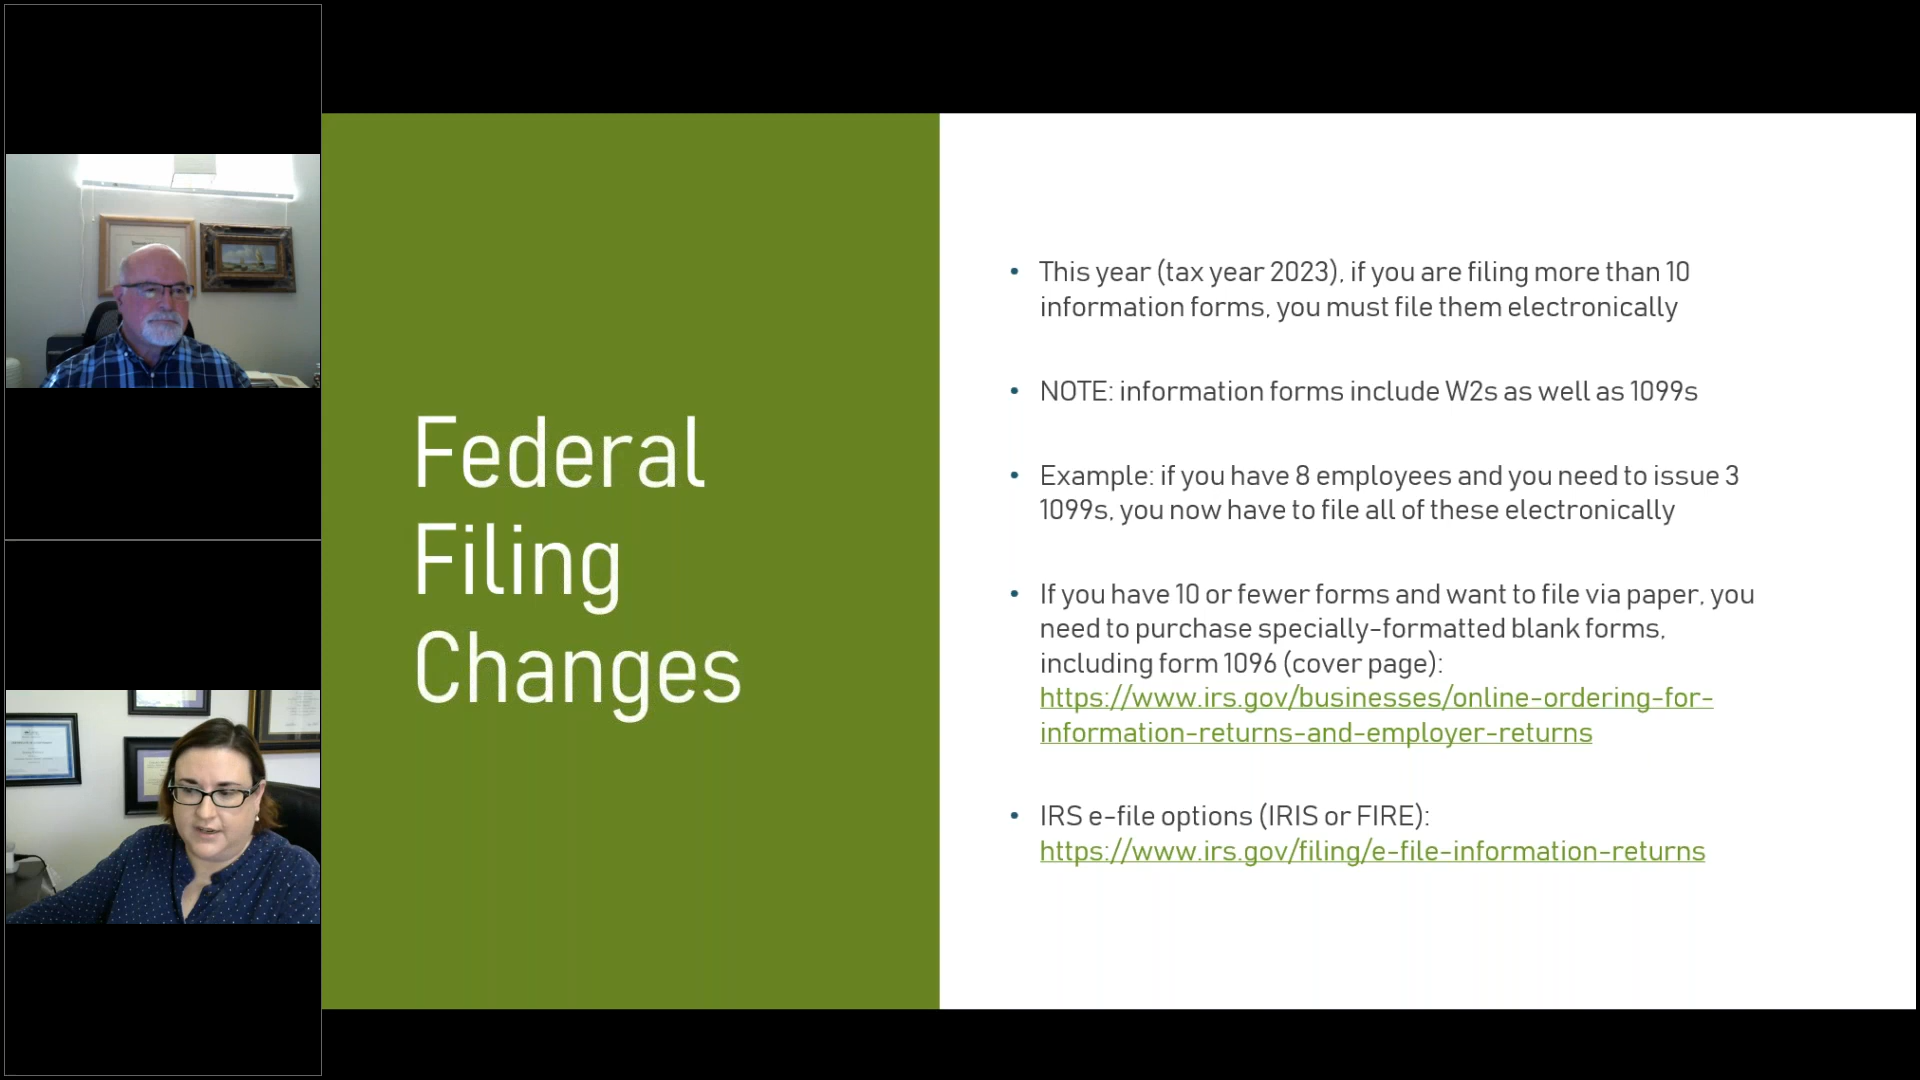 Federal
Filing
Changes
• This year (tax year 2023), if you are filing more than 10
information forms, you must file them electronically
• NOTE: information forms include W2s as well as 1099s
• Example: if you have 8 employees and you need to issue 3
1099s, you now have to file all of these electronically
• If you have 10 or fewer forms and want to file via paper, you
need to purchase specially-formatted blank forms,
including form 1096 (cover page):
https://www.irs.gov/businesses/online-ordering-for-
information-returns-and-employer-returns
• IRS e-file options (IRIS or FIRE):
https://www.irs.gov/filing/e-file-information-returns